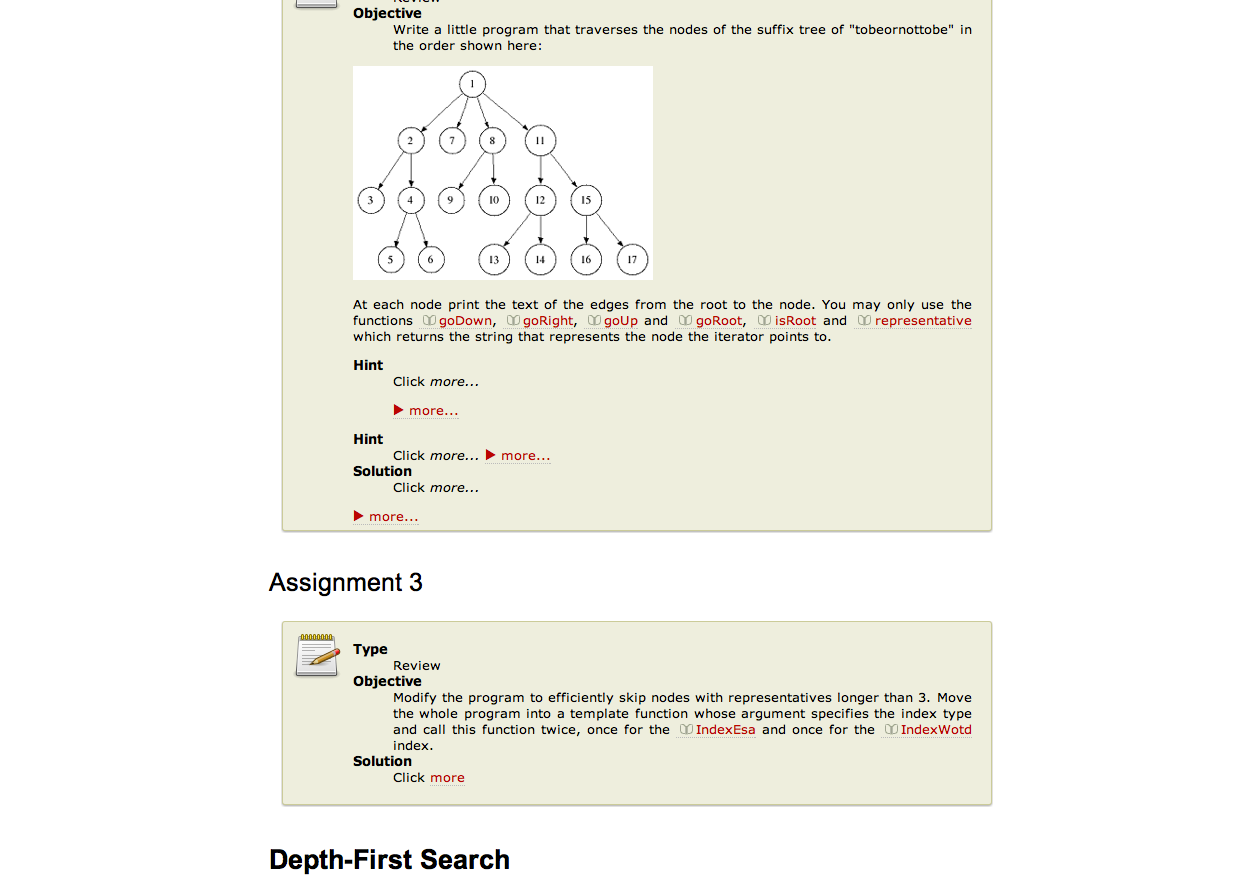 Review
Objective
Write a little program that traverses the nodes of the suffix tree of "tobeornottobe" in
the order shown here:
1
2 7 8 11
3 4 9 10 12 15
5 6 13 14 16 17
At each node print the text of the edges from the root to the node. You may only use the
functions goDown, goRight, goUp and goRoot, isRoot and representative
which returns the string that represents the node the iterator points to.
Hint
Click more...
more...
Hint
Click more... more...
Solution
Click more...
more...
Assignment 3
Type
Review
Objective
Modify the program to efficiently skip nodes with representatives longer than 3. Move
the whole program into a template function whose argument specifies the index type
and call this function twice, once for the IndexEsa and once for the IndexWotd
index.
Solution
Click more
Depth-First Search